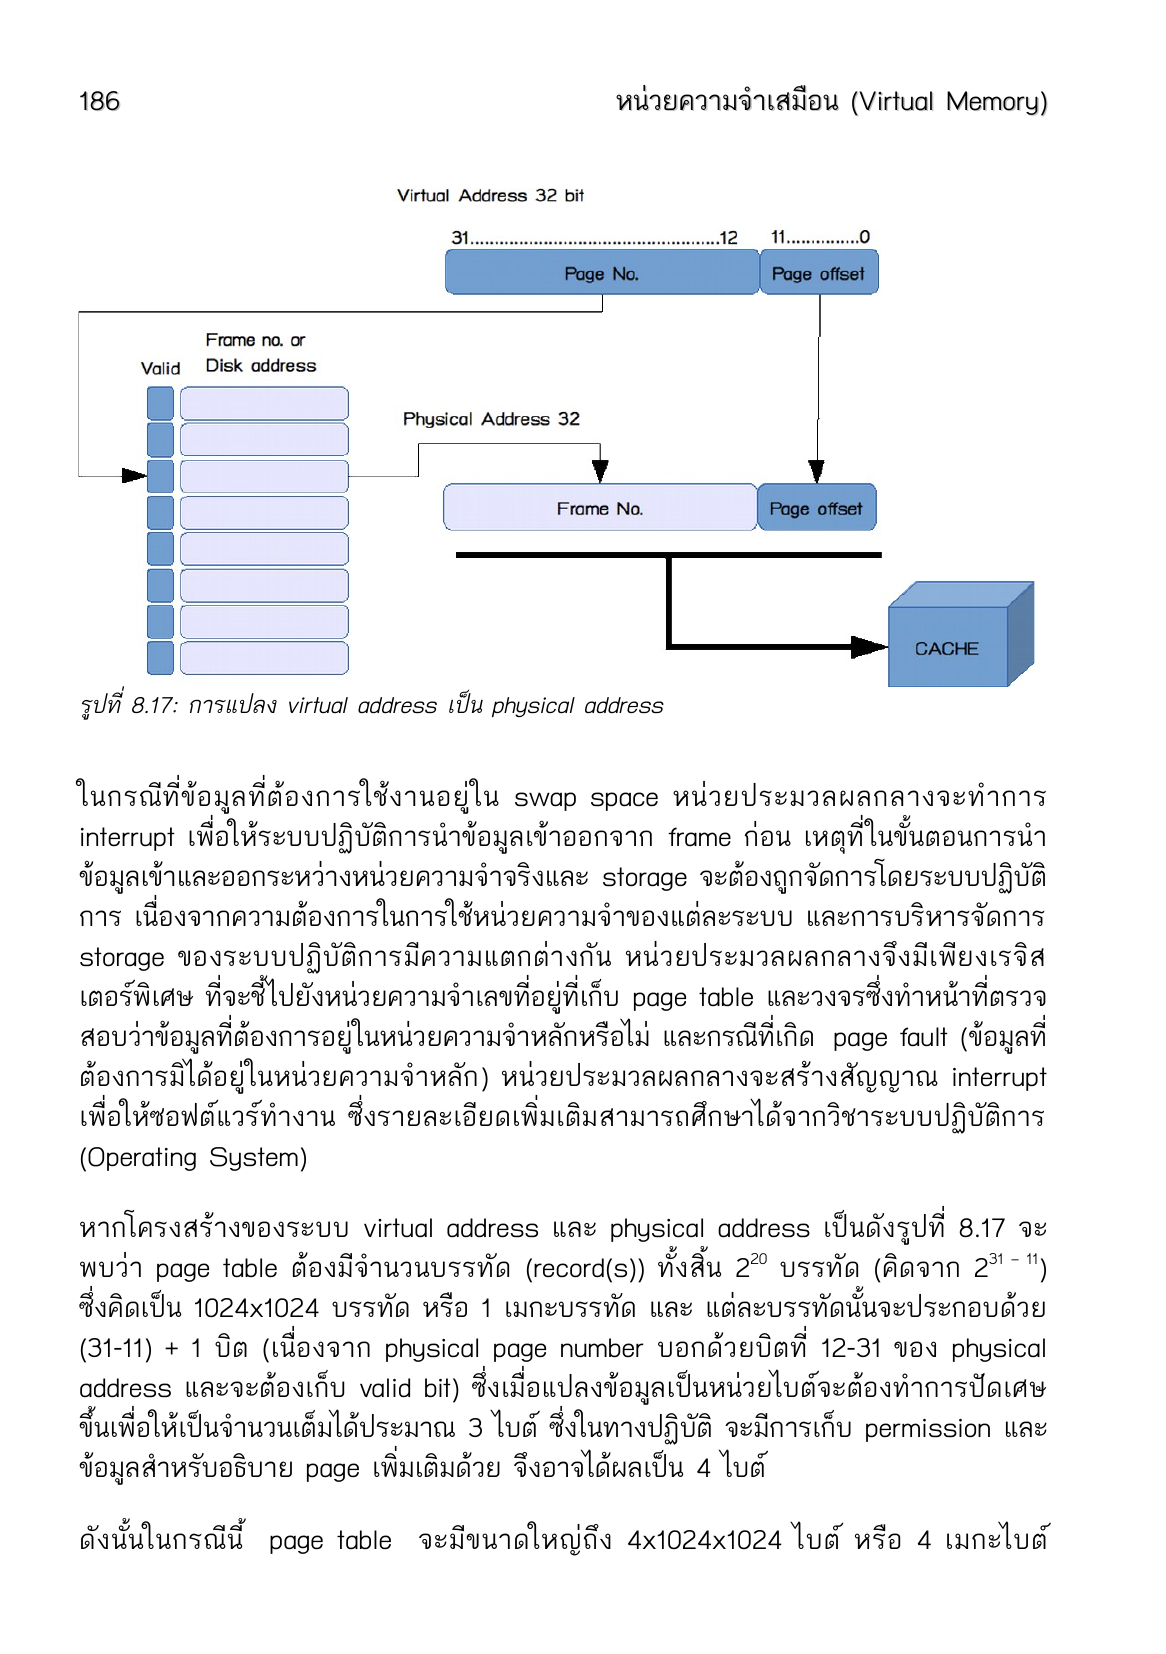 186 หน่วยความจำเสมือน (Virtual Memory)
Virtual Address 32 bit
31..................................................12 11...............0
Page No. Page offset
Frame no. or
Valid Disk address
Physical Address 32
Frame No. Page offset
CACHE
รูปที่ 8.17: การแปลง virtual address เป็น physical address
ในกรณีที่ข้อมูลที่ต้องการใช้งานอยู่ใน swap space หน่วยประมวลผลกลางจะทำการ
interrupt เพื่อให้ระบบปฏิบัติการนำข้อมูลเข้าออกจาก frame ก่อน เหตุที่ในขั้นตอนการนำ
ข้อมูลเข้าและออกระหว่างหน่วยความจำจริงและ storage จะต้องถูกจัดการโดยระบบปฏิบัติ
การ เนื่องจากความต้องการในการใช้หน่วยความจำของแต่ละระบบ และการบริหารจัดการ
storage ของระบบปฏิบัติการมีความแตกต่างกัน หน่วยประมวลผลกลางจึงมีเพียงเรจิส
เตอร์พิเศษ ที่จะชี้ไปยังหน่วยความจำเลขที่อยู่ที่เก็บ page table และวงจรซึ่งทำหน้าที่ตรวจ
สอบว่าข้อมูลที่ต้องการอยู่ในหน่วยความจำหลักหรือไม่ และกรณีที่เกิด page fault (ข้อมูลที่
ต้องการมิได้อยู่ในหน่วยความจำหลัก) หน่วยประมวลผลกลางจะสร้างสัญญาณ interrupt
เพื่อให้ซอฟต์แวร์ทำงาน ซึ่งรายละเอียดเพิ่มเติมสามารถศึกษาได้จากวิชาระบบปฏิบัติการ
(Operating System)
หากโครงสร้างของระบบ virtual address และ physical address เป็นดังรูปที่ 8.17 จะ
พบว่า page table ต้องมีจำนวนบรรทัด (record(s)) ทั้งสิ้น 2²⁰ บรรทัด (คิดจาก 2³¹ ⁻ ¹¹)
ซึ่งคิดเป็น 1024x1024 บรรทัด หรือ 1 เมกะบรรทัด และ แต่ละบรรทัดนั้นจะประกอบด้วย
(31-11) + 1 บิต (เนื่องจาก physical page number บอกด้วยบิตที่ 12-31 ของ physical
address และจะต้องเก็บ valid bit) ซึ่งเมื่อแปลงข้อมูลเป็นหน่วยไบต์จะต้องทำการปัดเศษ
ขึ้นเพื่อให้เป็นจำนวนเต็มได้ประมาณ 3 ไบต์ ซึ่งในทางปฏิบัติ จะมีการเก็บ permission และ
ข้อมูลสำหรับอธิบาย page เพิ่มเติมด้วย จึงอาจได้ผลเป็น 4 ไบต์
ดังนั้นในกรณีนี้ page table จะมีขนาดใหญ่ถึง 4x1024x1024 ไบต์ หรือ 4 เมกะไบต์